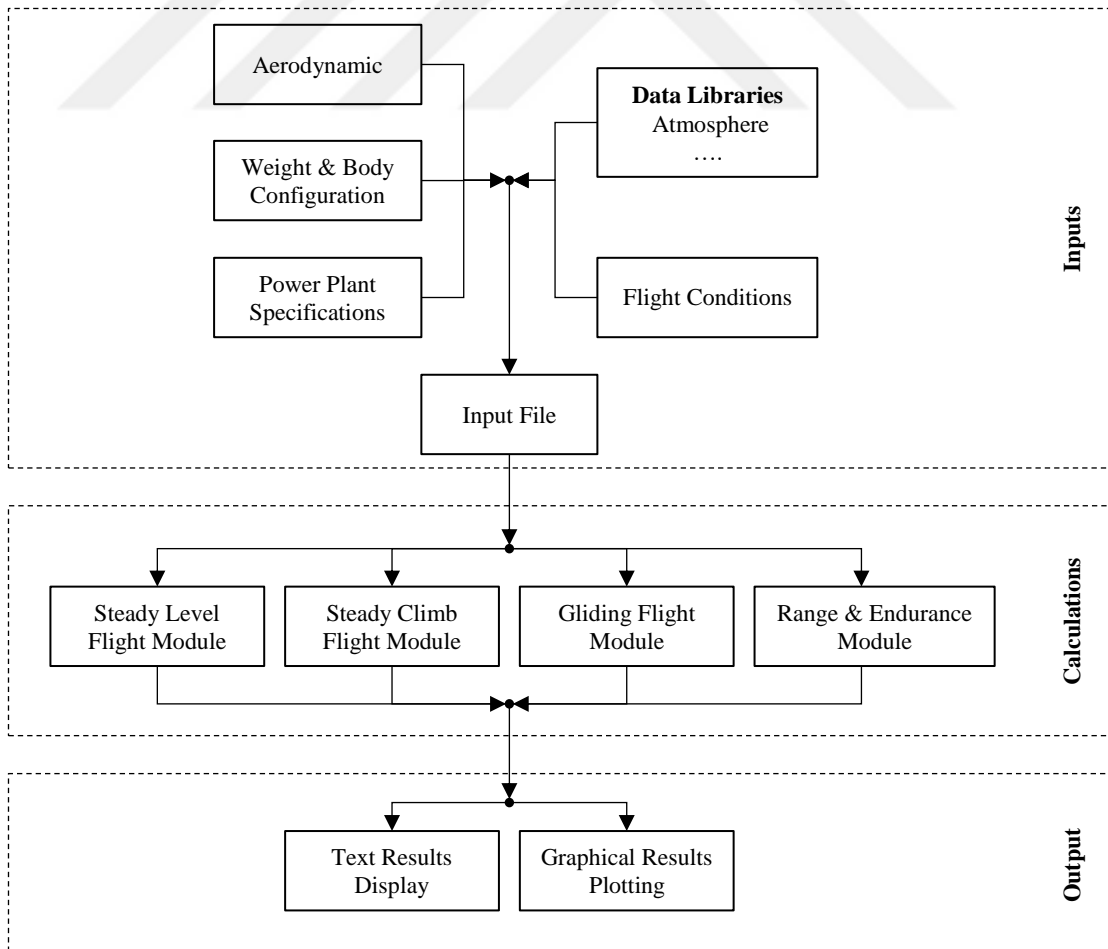 Aerodynamic
Data Libraries
Atmosphere
….
Weight & Body
Configuration
Power Plant
Specifications
Flight Conditions
Input File
Inputs
Steady Level
Flight Module
Steady Climb
Flight Module
Gliding Flight
Module
Range & Endurance
Module
Calculations
Text Results
Display
Graphical Results
Plotting
Output